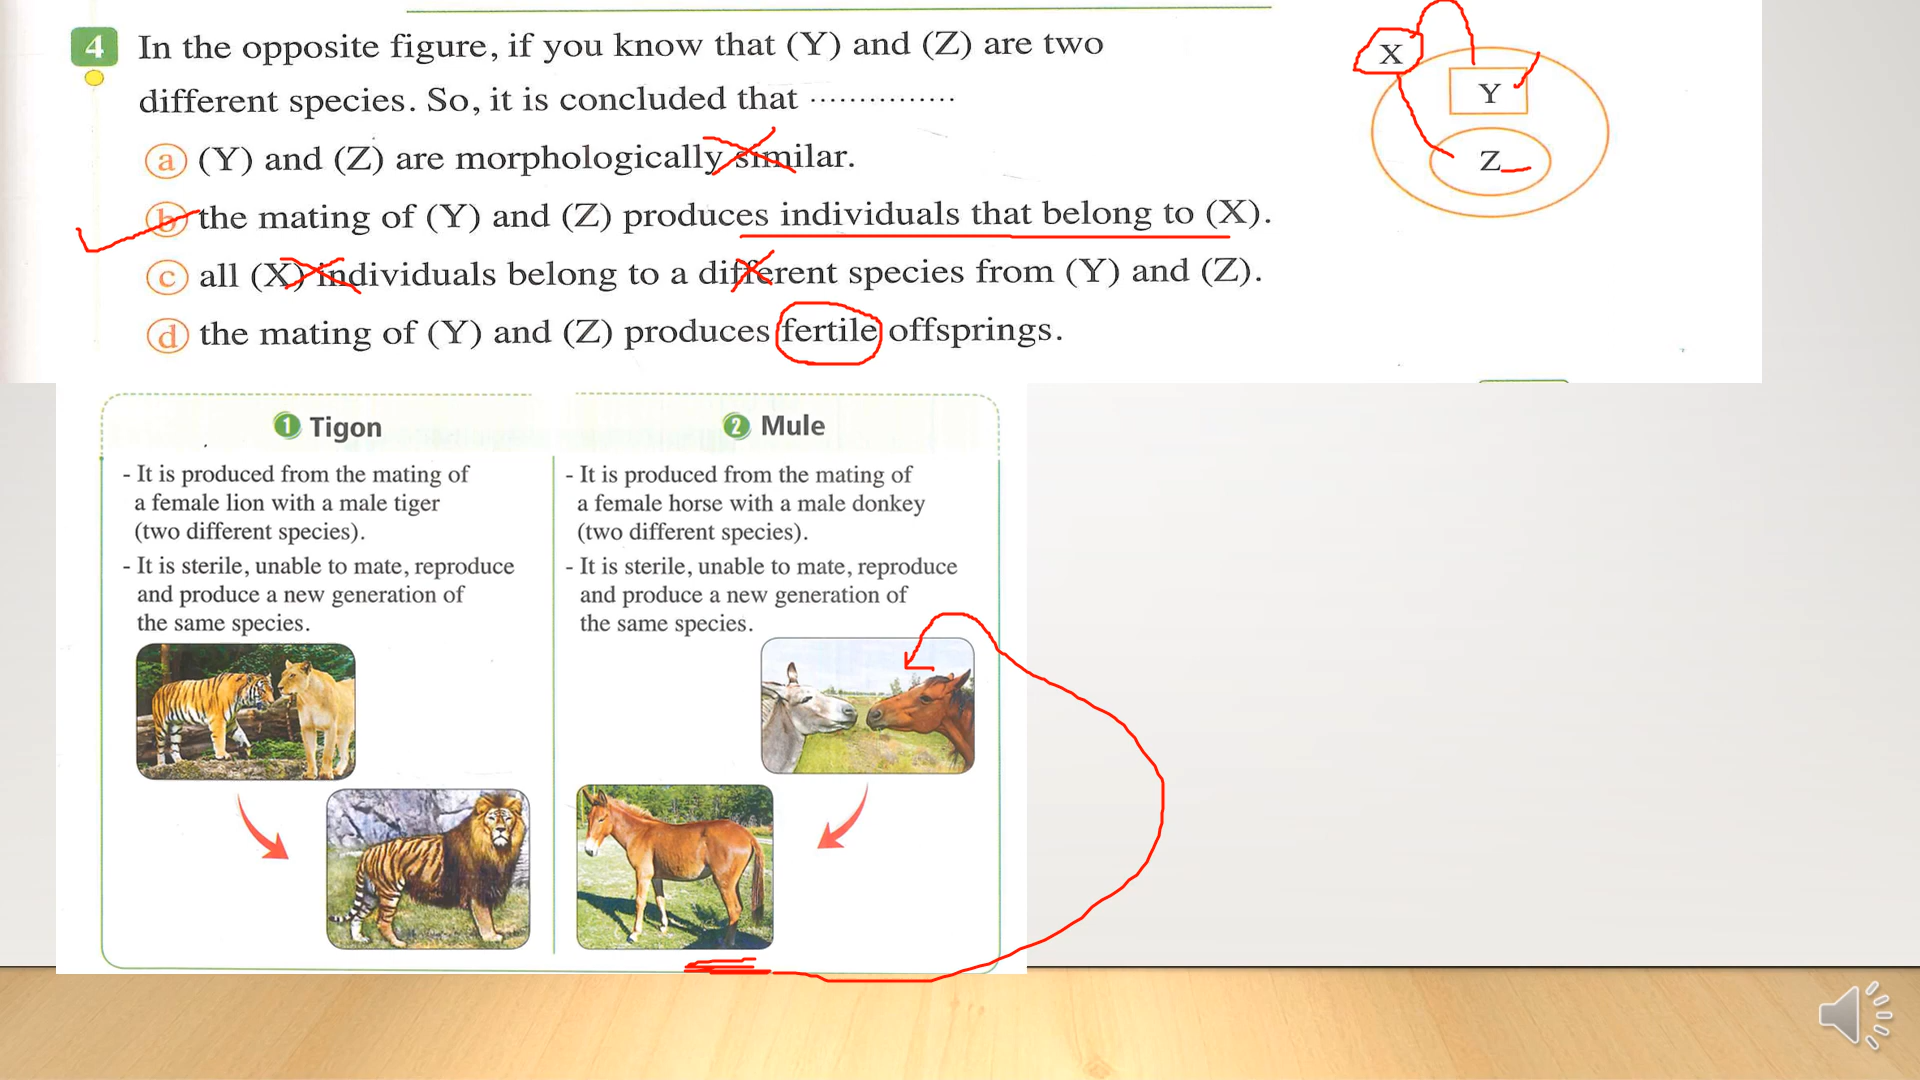 4 In the opposite figure, if you know that (Y) and (Z) are two
different species. So, it is concluded that ...............
a (Y) and (Z) are morphologically similar.
b the mating of (Y) and (Z) produces individuals that belong to (X).
c all (X) individuals belong to a different species from (Y) and (Z).
d the mating of (Y) and (Z) produces fertile offsprings.
X
Y
Z
1 Tigon
- It is produced from the mating of
a female lion with a male tiger
(two different species).
- It is sterile, unable to mate, reproduce
and produce a new generation of
the same species.
2 Mule
- It is produced from the mating of
a female horse with a male donkey
(two different species).
- It is sterile, unable to mate, reproduce
and produce a new generation of
the same species.